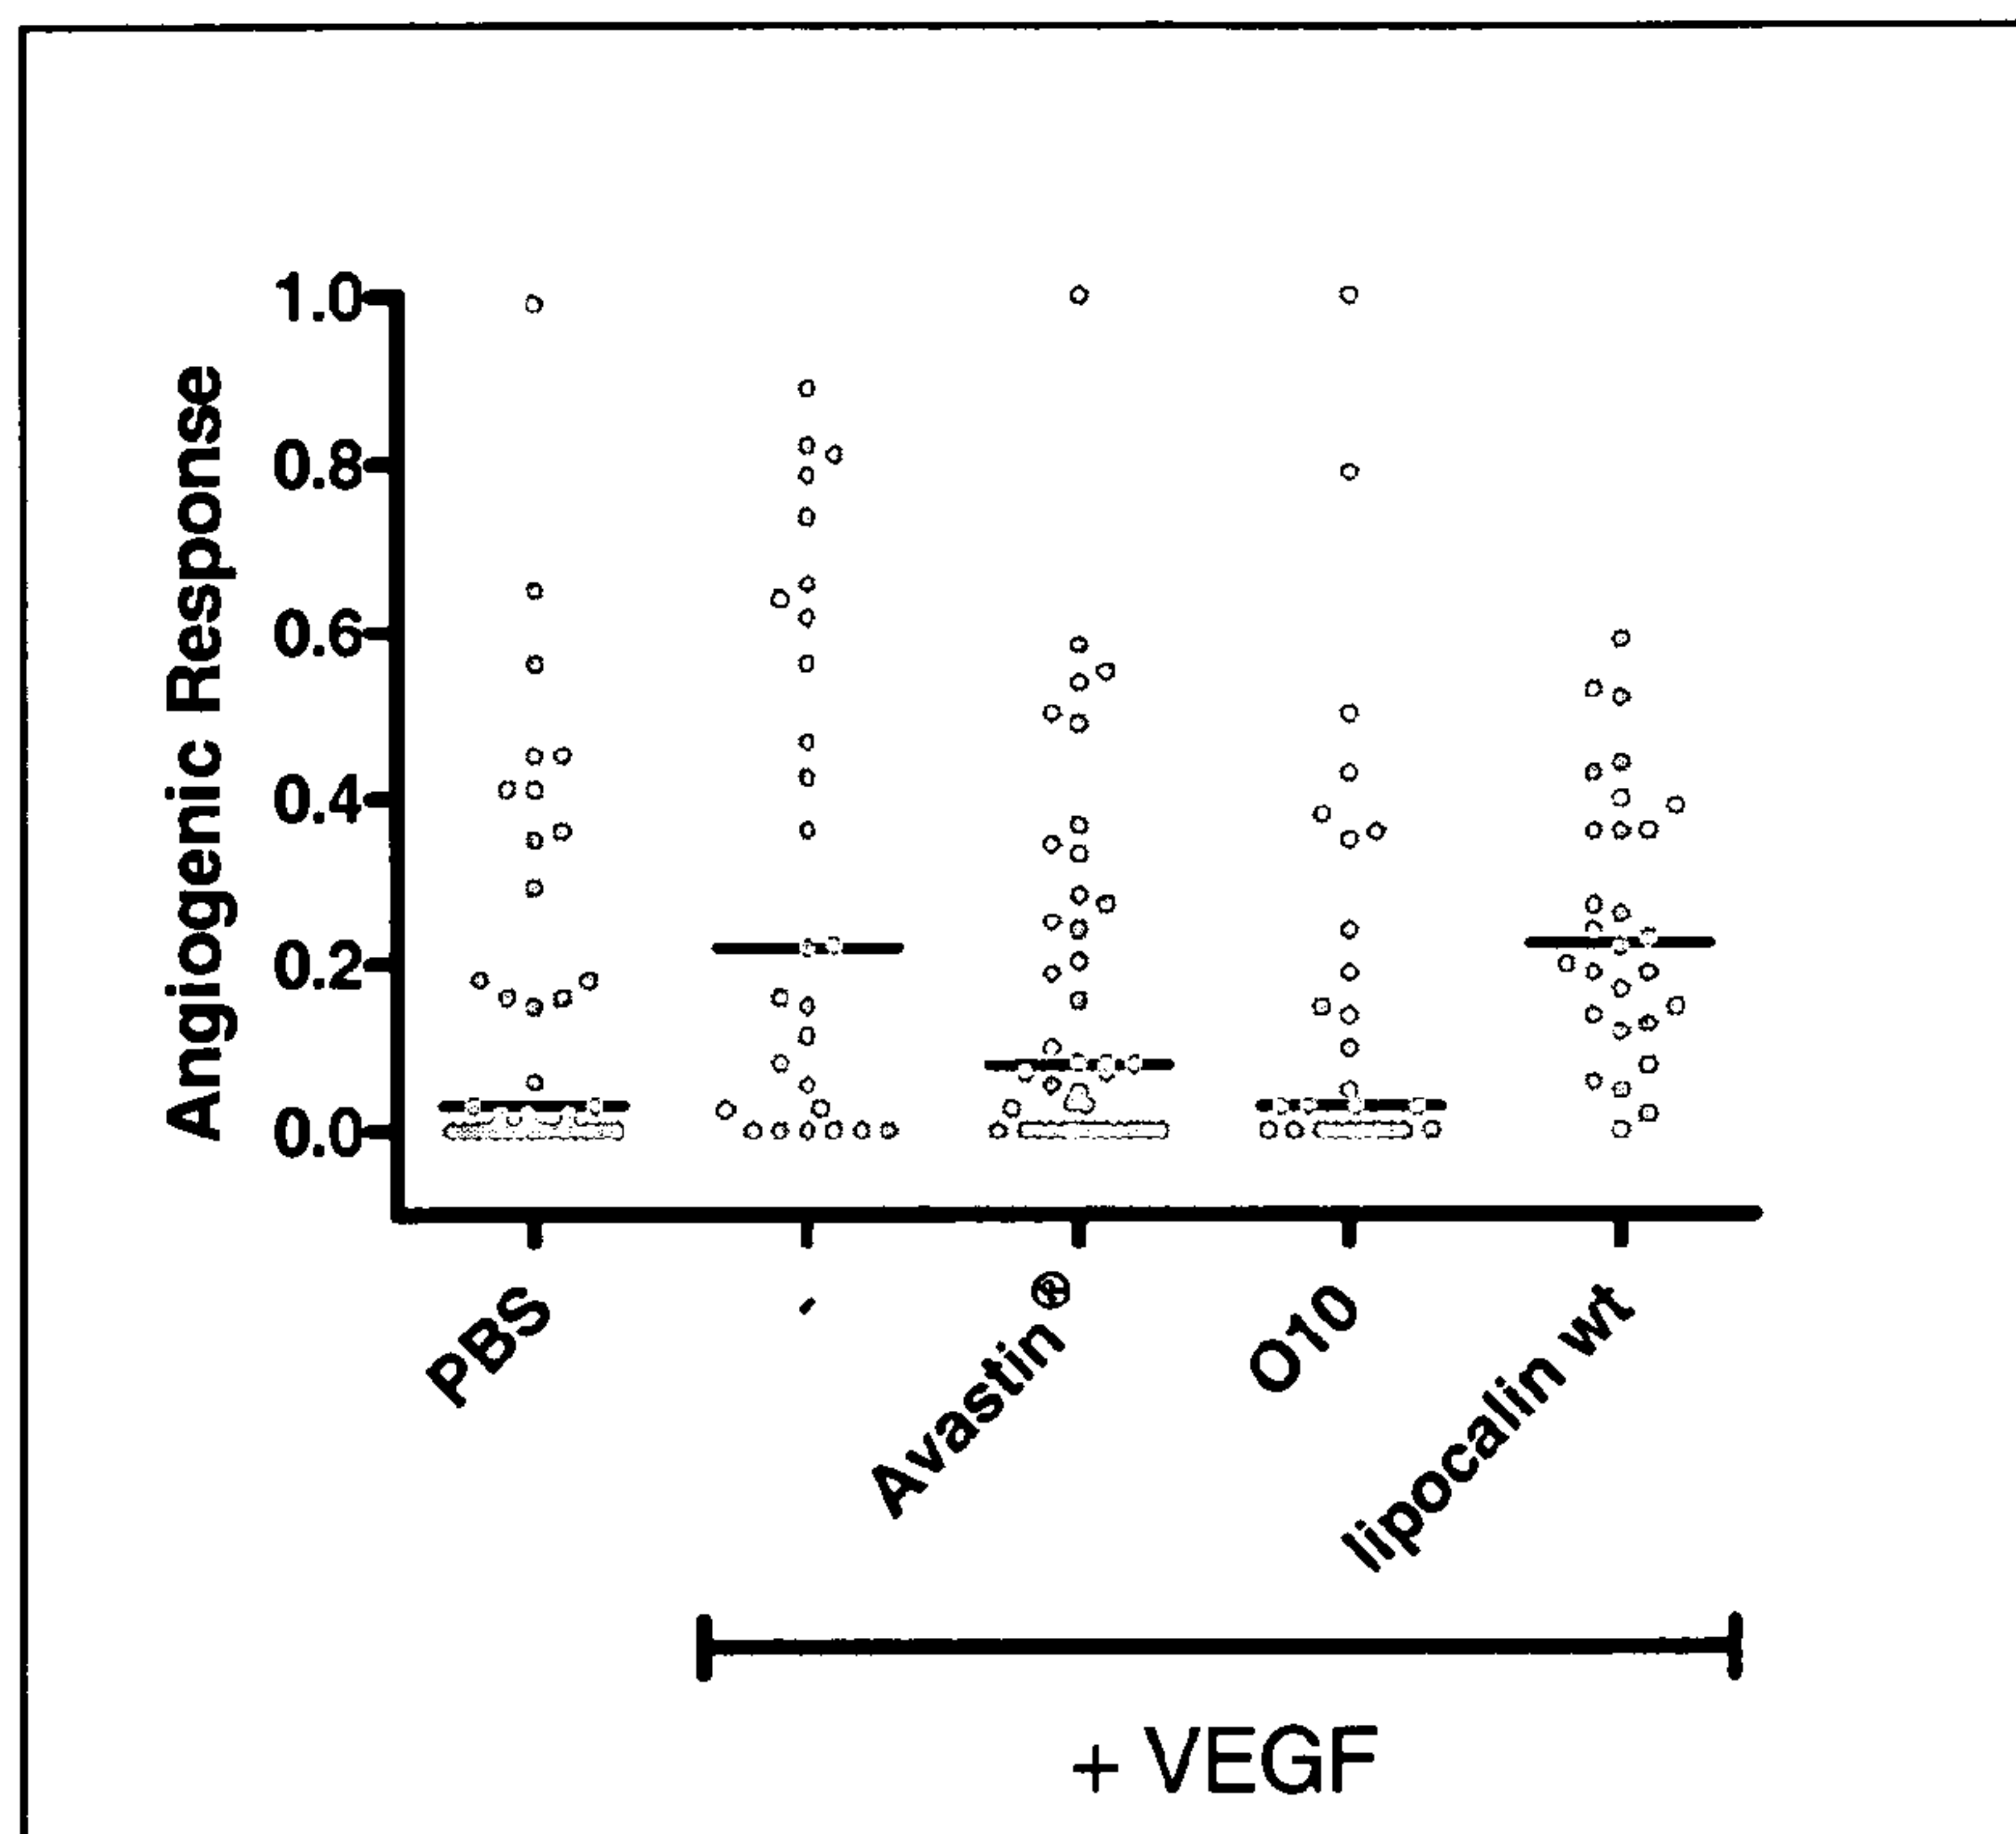 Angiogenic Response
1.0
0.8
0.6
0.4
0.2
0.0
PBS
-
Avastin ®
O10
lipocalin wt
+ VEGF